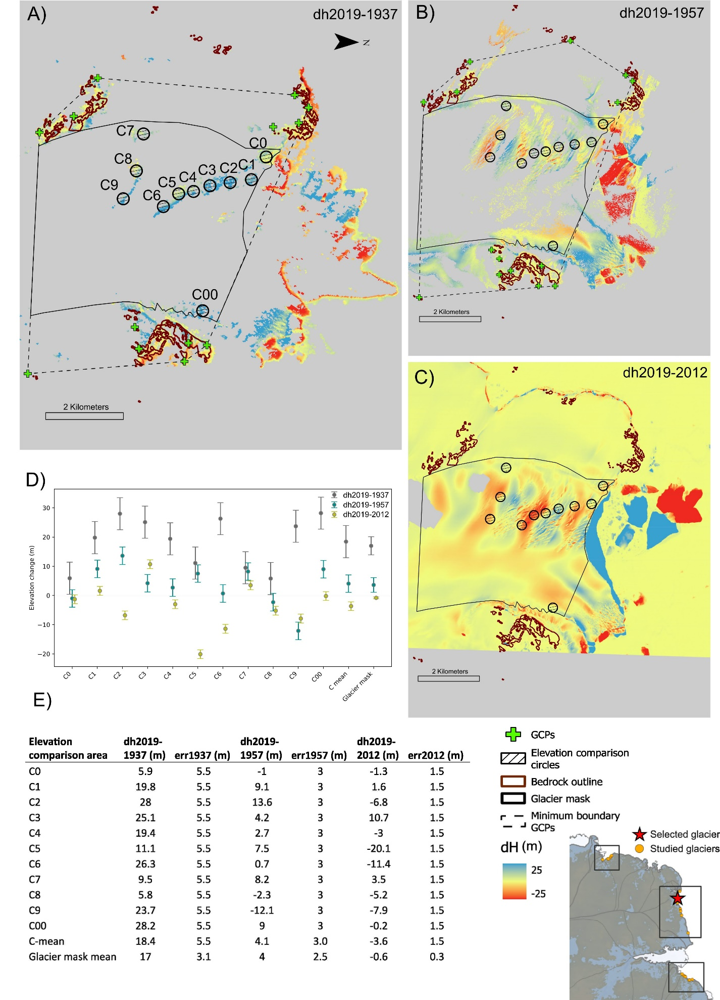 A)
dh2019-1937
N
C7
C0
C8
C1
C2
C3
C4
C5
C9
C6
C00
2 Kilometers
B)
dh2019-1957
2 Kilometers
C)
dh2019-2012
2 Kilometers
D)
dh2019-1937
dh2019-1957
dh2019-2012
Elevation change (m)
30
20
10
0
−10
−20
C0
C1
C2
C3
C4
C5
C6
C7
C8
C9
C00
C mean
Glacier mask
E)
Elevation comparison area dh2019-1937 (m) err1937 (m) dh2019-1957 (m) err1957 (m) dh2019-2012 (m) err2012 (m)
C0 5.9 5.5 -1 3 -1.3 1.5
C1 19.8 5.5 9.1 3 1.6 1.5
C2 28 5.5 13.6 3 -6.8 1.5
C3 25.1 5.5 4.2 3 10.7 1.5
C4 19.4 5.5 2.7 3 -3 1.5
C5 11.1 5.5 7.5 3 -20.1 1.5
C6 26.3 5.5 0.7 3 -11.4 1.5
C7 9.5 5.5 8.2 3 3.5 1.5
C8 5.8 5.5 -2.3 3 -5.2 1.5
C9 23.7 5.5 -12.1 3 -7.9 1.5
C00 28.2 5.5 9 3 -0.2 1.5
C-mean 18.4 5.5 4.1 3.0 -3.6 1.5
Glacier mask mean 17 3.1 4 2.5 -0.6 0.3
GCPs
Elevation comparison
circles
Bedrock outline
Glacier mask
Minimum boundary
GCPs
dH (m)
25
-25
Selected glacier
Studied glaciers